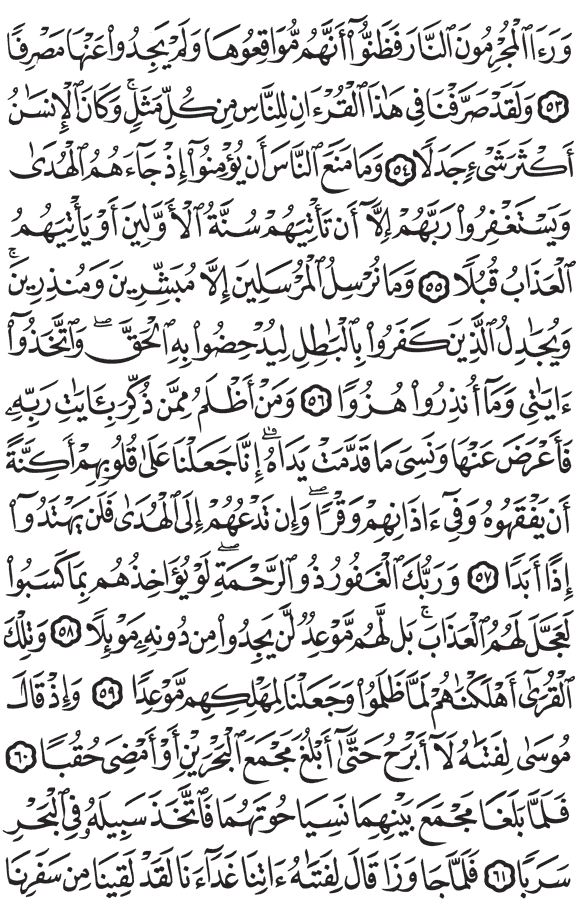 وَرَءَا ٱلْمُجْرِمُونَ ٱلنَّارَ فَظَنُّوٓا۟ أَنَّهُم مُّوَاقِعُوهَا وَلَمْ يَجِدُوا۟ عَنْهَا مَصْرِفًا
٥٣ وَلَقَدْ صَرَّفْنَا فِى هَٰذَا ٱلْقُرْءَانِ لِلنَّاسِ مِن كُلِّ مَثَلٍ ۚ وَكَانَ ٱلْإِنسَٰنُ
أَكْثَرَ شَىْءٍ جَدَلًا ٥٤ وَمَا مَنَعَ ٱلنَّاسَ أَن يُؤْمِنُوٓا۟ إِذْ جَآءَهُمُ ٱلْهُدَىٰ
وَيَسْتَغْفِرُوا۟ رَبَّهُمْ إِلَّآ أَن تَأْتِيَهُمْ سُنَّةُ ٱلْأَوَّلِينَ أَوْ يَأْتِيَهُمُ
ٱلْعَذَابُ قُبُلًا ٥٥ وَمَا نُرْسِلُ ٱلْمُرْسَلِينَ إِلَّا مُبَشِّرِينَ وَمُنذِرِينَ ۚ
وَيُجَٰدِلُ ٱلَّذِينَ كَفَرُوا۟ بِٱلْبَٰطِلِ لِيُدْحِضُوا۟ بِهِ ٱلْحَقَّ ۖ وَٱتَّخَذُوٓا۟
ءَايَٰتِى وَمَآ أُنذِرُوا۟ هُزُوًا ٥٦ وَمَنْ أَظْلَمُ مِمَّن ذُكِّرَ بِـَٔايَٰتِ رَبِّهِۦ
فَأَعْرَضَ عَنْهَا وَنَسِىَ مَا قَدَّمَتْ يَدَاهُ ۚ إِنَّا جَعَلْنَا عَلَىٰ قُلُوبِهِمْ أَكِنَّةً
أَن يَفْقَهُوهُ وَفِىٓ ءَاذَانِهِمْ وَقْرًا ۖ وَإِن تَدْعُهُمْ إِلَى ٱلْهُدَىٰ فَلَن يَهْتَدُوٓا۟
إِذًا أَبَدًا ٥٧ وَرَبُّكَ ٱلْغَفُورُ ذُو ٱلرَّحْمَةِ ۖ لَوْ يُؤَاخِذُهُم بِمَا كَسَبُوا۟
لَعَجَّلَ لَهُمُ ٱلْعَذَابَ ۚ بَل لَّهُم مَّوْعِدٌ لَّن يَجِدُوا۟ مِن دُونِهِۦ مَوْئِلًا ٥٨ وَتِلْكَ
ٱلْقُرَىٰٓ أَهْلَكْنَٰهُمْ لَمَّا ظَلَمُوا۟ وَجَعَلْنَا لِمَهْلِكِهِم مَّوْعِدًا ٥٩ وَإِذْ قَالَ
مُوسَىٰ لِفَتَىٰهُ لَآ أَبْرَحُ حَتَّىٰٓ أَبْلُغَ مَجْمَعَ ٱلْبَحْرَيْنِ أَوْ أَمْضِىَ حُقُبًا ٦٠
فَلَمَّا بَلَغَا مَجْمَعَ بَيْنِهِمَا نَسِيَا حُوتَهُمَا فَٱتَّخَذَ سَبِيلَهُۥ فِى ٱلْبَحْرِ
سَرَبًا ٦١ فَلَمَّا جَاوَزَا قَالَ لِفَتَىٰهُ ءَاتِنَا غَدَآءَنَا لَقَدْ لَقِينَا مِن سَفَرِنَا